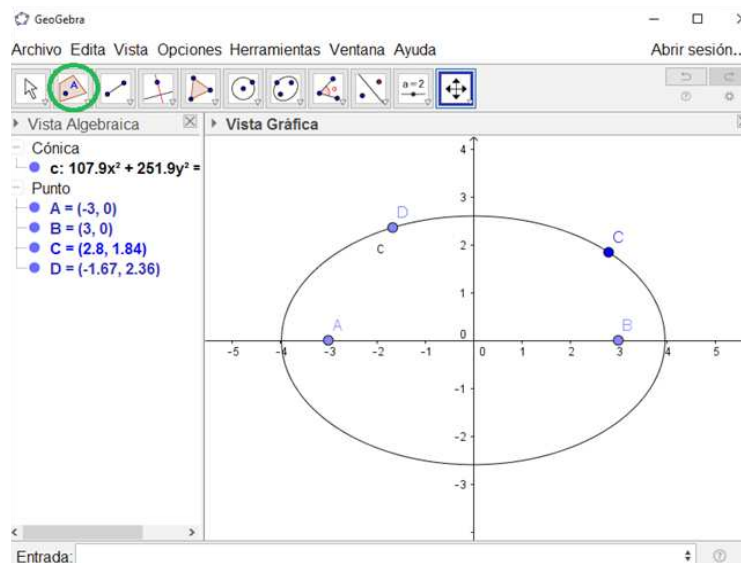 GeoGebra
Archivo Edita Vista Opciones Herramientas Ventana Ayuda
Abrir sesión...
A
a=2
Vista Algebraica
Vista Gráfica
Cónica
c: 107.9x² + 251.9y² =
Punto
A = (-3, 0)
B = (3, 0)
C = (2.8, 1.84)
D = (-1.67, 2.36)
4
3
D
C
2
c
1
A
B
0
-5 -4 -3 -2 -1 0 1 2 3 4 5
-1
-2
-3
Entrada: